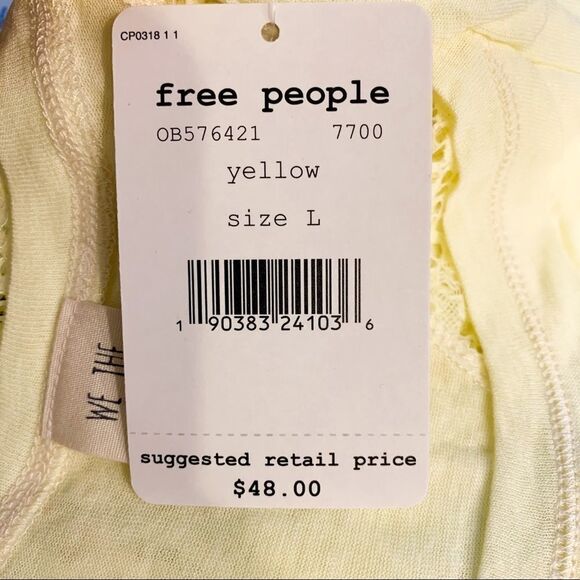 CP0318 1 1
free people
OB576421 7700
yellow
size L
1 90383 24103 6
WE THE
suggested retail price
$48.00